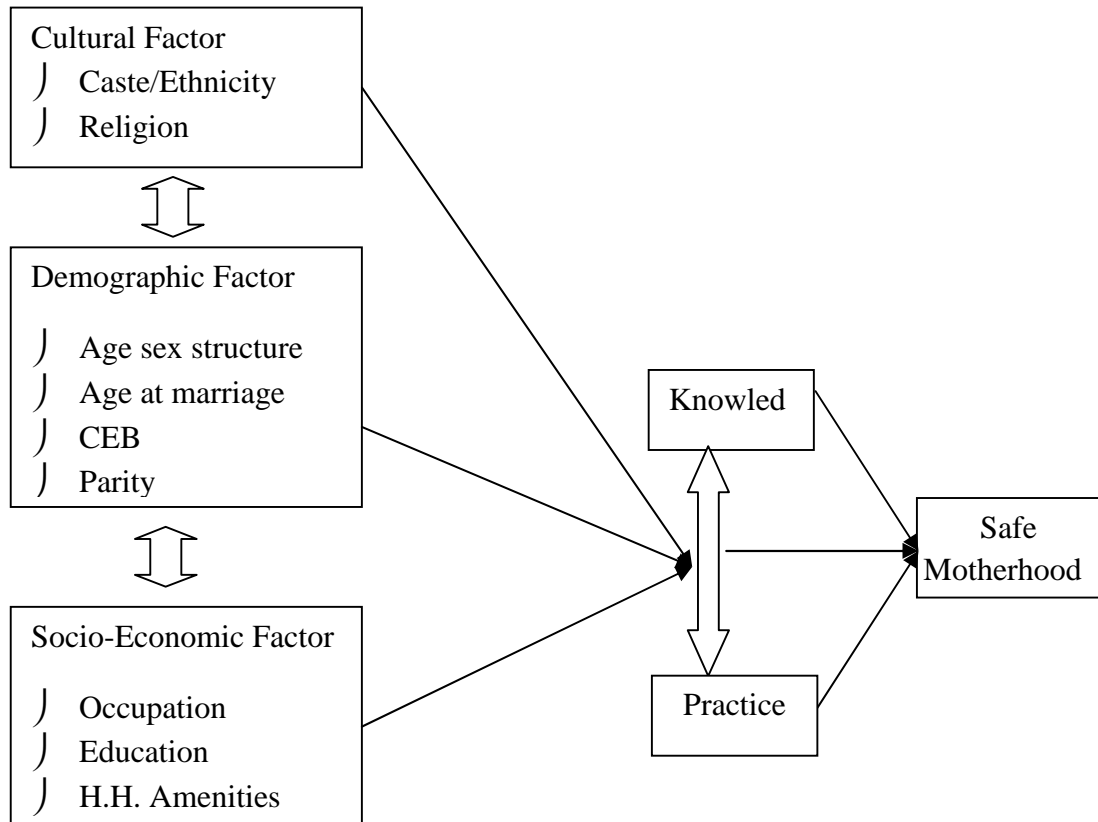 Cultural Factor
Caste/Ethnicity
Religion
Demographic Factor
Age sex structure
Age at marriage
CEB
Parity
Socio-Economic Factor
Occupation
Education
H.H. Amenities
Knowled
Practice
Safe
Motherhood